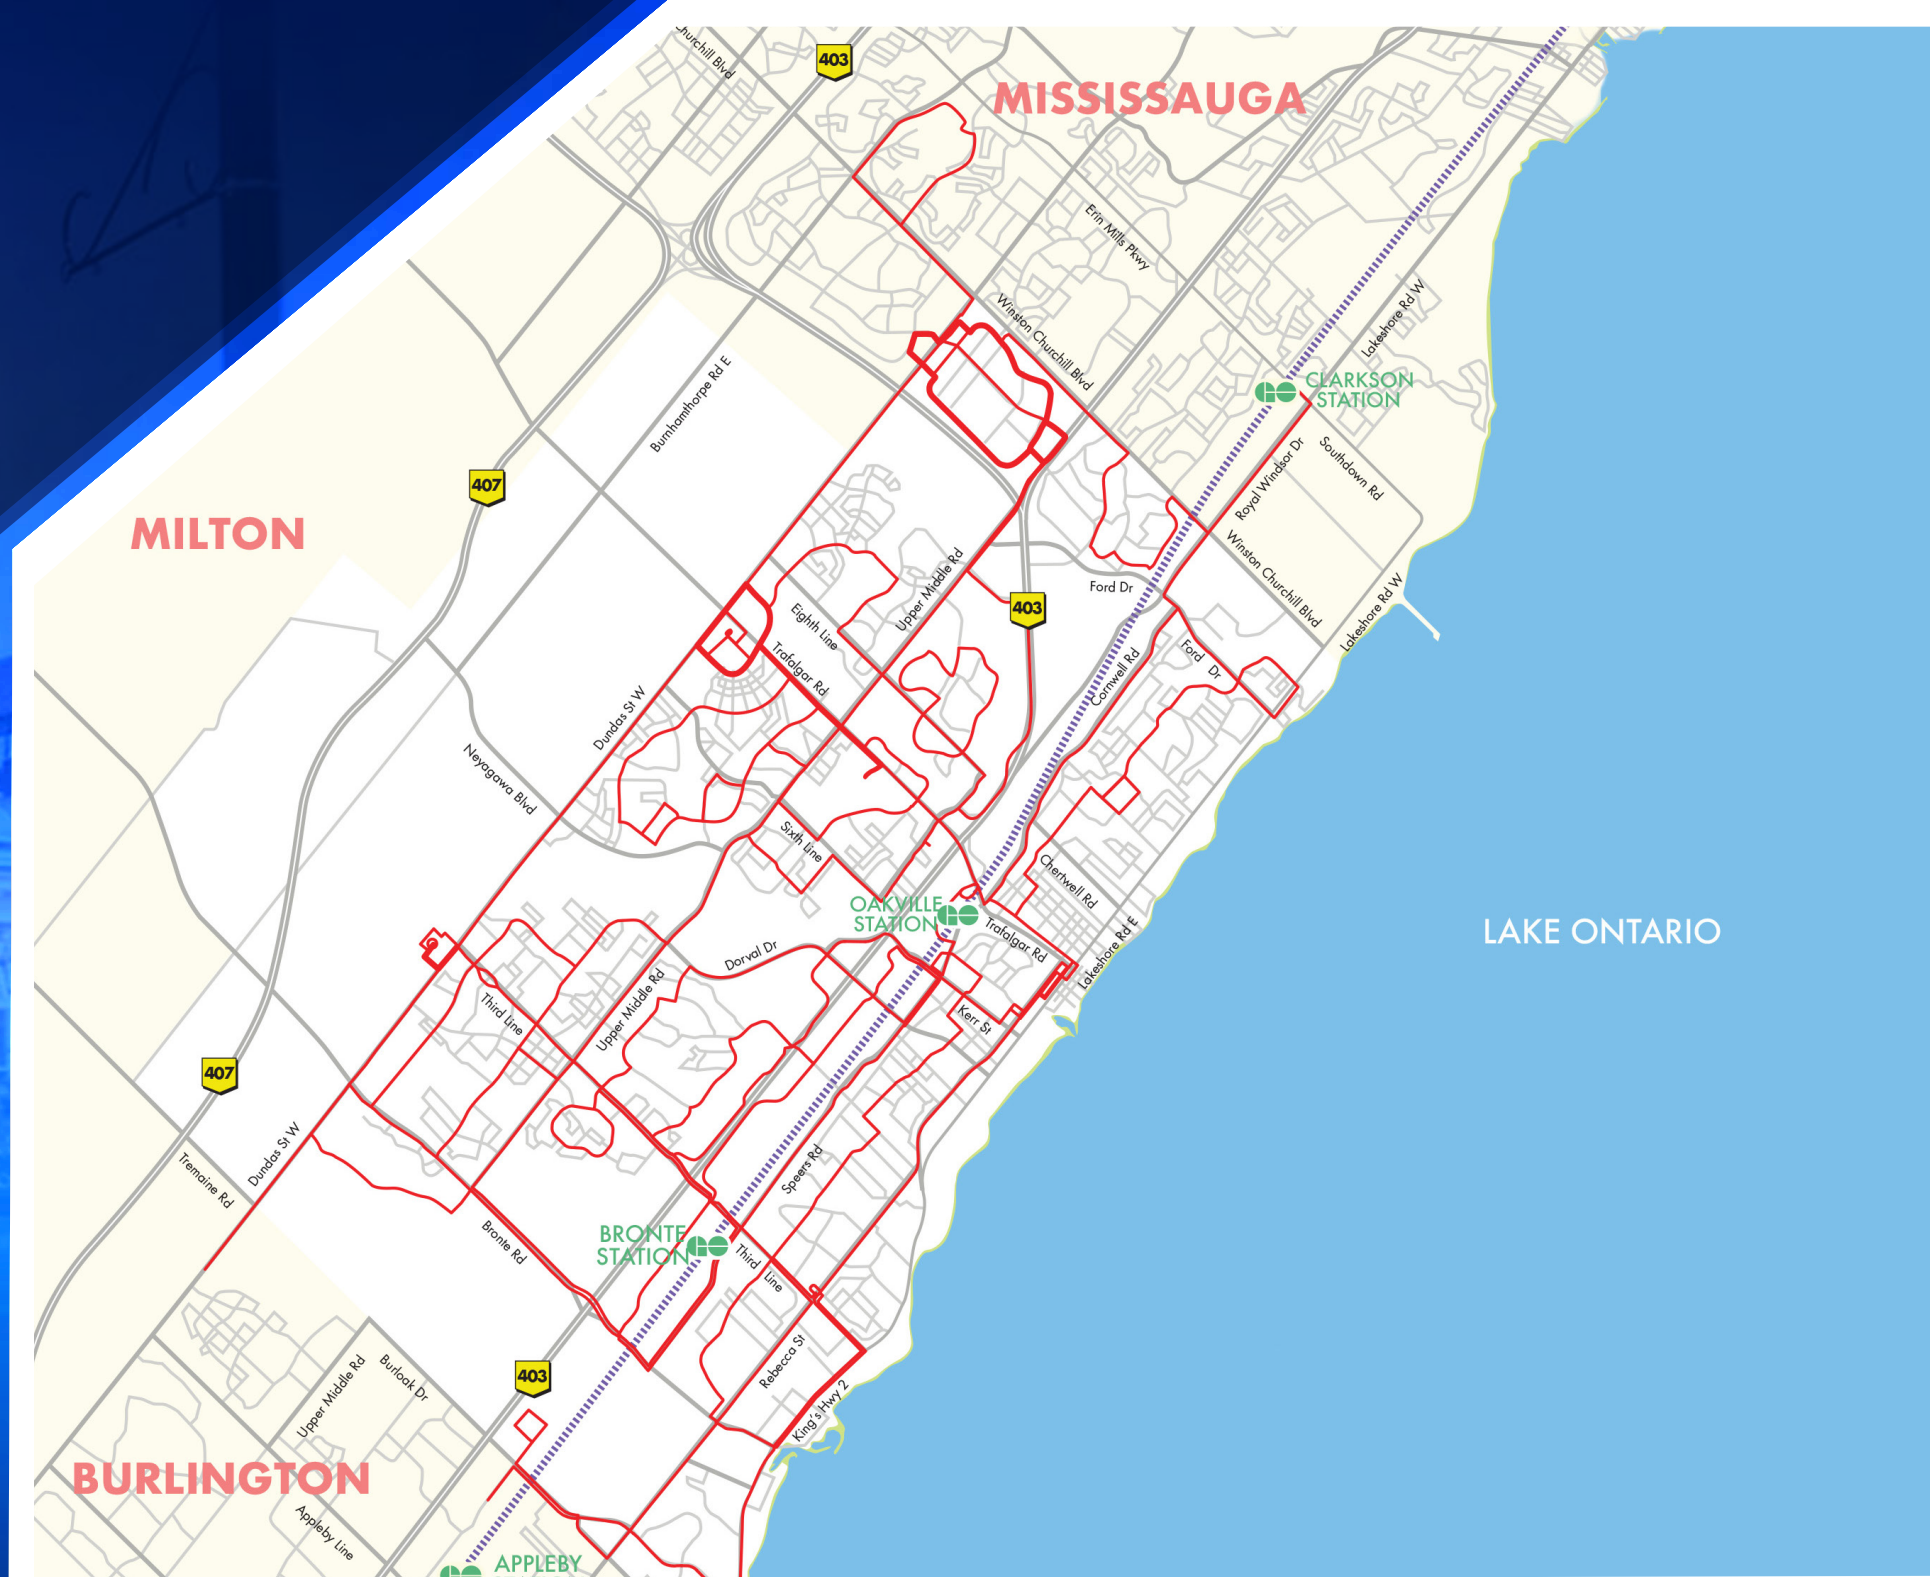 Churchill Blvd
403
MISSISSAUGA
Erin Mills Pkwy
Lakeshore Rd W
Winston Churchill Blvd
Burnhamthorpe Rd E
CLARKSON
STATION
407
MILTON
Royal Windsor Dr
Southdown Rd
Winston Churchill Blvd
Lakeshore Rd W
Upper Middle Rd
Ford Dr
403
Eighth Line
Trafalgar Rd
Cornwell Rd
Ford Dr
Dundas St W
Neyagawa Blvd
Sixth Line
Chertwell Rd
OAKVILLE
STATION
Trafalgar Rd
Lakeshore Rd E
LAKE ONTARIO
Dorval Dr
Third Line
Upper Middle Rd
Kerr St
407
Dundas St W
Tremaine Rd
Speers Rd
Bronte Rd
BRONTE
STATION
Third Line
Rebecca St
King's Hwy 2
403
Upper Middle Rd
Burloak Dr
BURLINGTON
Appleby Line
APPLEBY